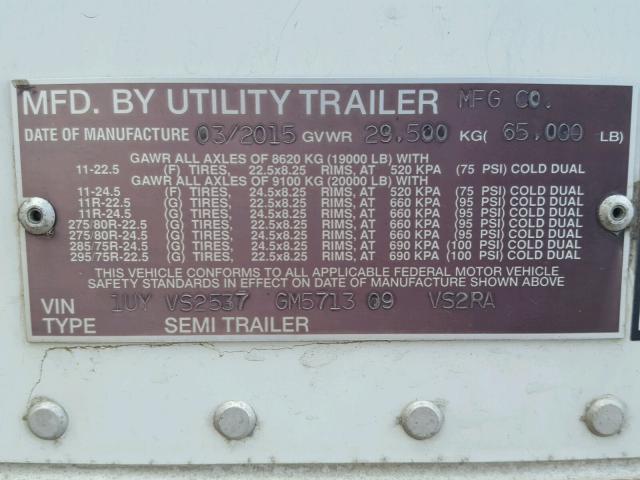 MFD. BY UTILITY TRAILER MFG CO.
DATE OF MANUFACTURE 03/2015 GVWR 29,500 KG( 65,000 LB)
GAWR ALL AXLES OF 8620 KG (19000 LB) WITH
11-22.5 (F) TIRES, 22.5x8.25 RIMS, AT 520 KPA (75 PSI) COLD DUAL
GAWR ALL AXLES OF 9100 KG (20000 LB) WITH
11-24.5 (F) TIRES, 24.5x8.25 RIMS, AT 520 KPA (75 PSI) COLD DUAL
11R-22.5 (G) TIRES, 22.5x8.25 RIMS, AT 660 KPA (95 PSI) COLD DUAL
11R-24.5 (G) TIRES, 24.5x8.25 RIMS, AT 660 KPA (95 PSI) COLD DUAL
275/80R-22.5 (G) TIRES, 22.5x8.25 RIMS, AT 660 KPA (95 PSI) COLD DUAL
275/80R-24.5 (G) TIRES, 24.5x8.25 RIMS, AT 660 KPA (95 PSI) COLD DUAL
285/75R-24.5 (G) TIRES, 24.5x8.25 RIMS, AT 690 KPA (100 PSI) COLD DUAL
295/75R-22.5 (G) TIRES, 22.5x8.25 RIMS, AT 690 KPA (100 PSI) COLD DUAL
THIS VEHICLE CONFORMS TO ALL APPLICABLE FEDERAL MOTOR VEHICLE
SAFETY STANDARDS IN EFFECT ON DATE OF MANUFACTURE SHOWN ABOVE
VIN 1UY VS2537 GM5713 09 VS2RA
TYPE SEMI TRAILER